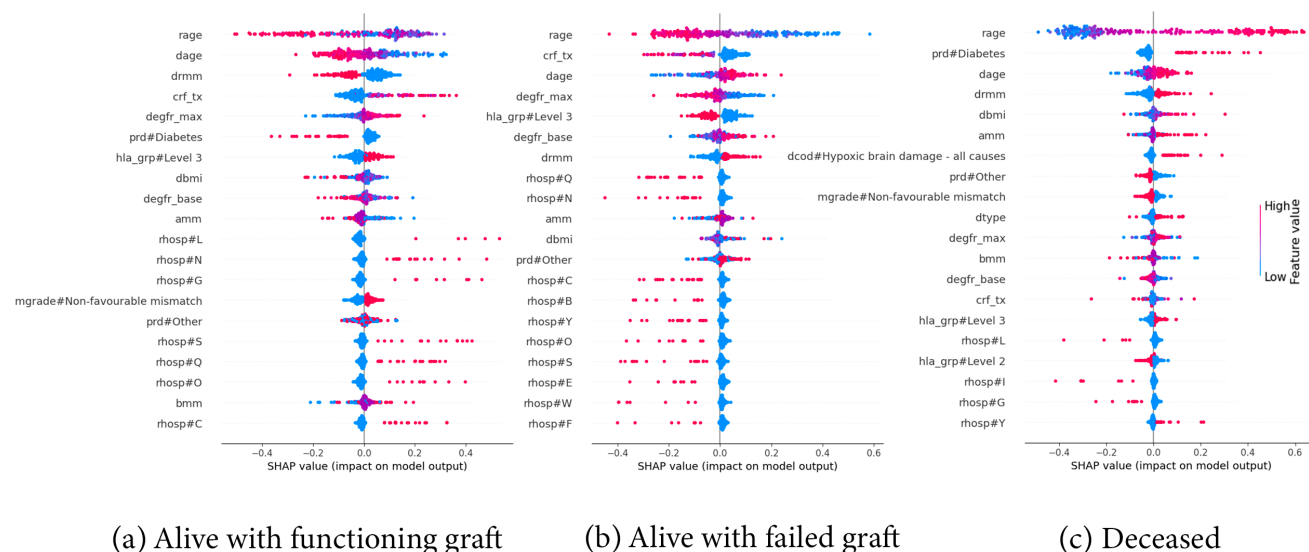 rage
dage
drmm
crf_tx
degfr_max
prd#Diabetes
hla_grp#Level 3
dbmi
degfr_base
amm
rhosp#L
rhosp#N
rhosp#G
mgrade#Non-favourable mismatch
prd#Other
rhosp#S
rhosp#Q
rhosp#O
bmm
rhosp#C
−0.4 −0.2 0.0 0.2 0.4
SHAP value (impact on model output)
(a) Alive with functioning graft
rage
crf_tx
dage
degfr_max
hla_grp#Level 3
degfr_base
drmm
rhosp#Q
rhosp#N
amm
dbmi
prd#Other
rhosp#C
rhosp#B
rhosp#Y
rhosp#O
rhosp#S
rhosp#E
rhosp#W
rhosp#F
−0.4 −0.2 0.0 0.2 0.4 0.6
SHAP value (impact on model output)
(b) Alive with failed graft
rage
prd#Diabetes
dage
drmm
dbmi
amm
dcod#Hypoxic brain damage - all causes
prd#Other
mgrade#Non-favourable mismatch
dtype
degfr_max
bmm
degfr_base
crf_tx
hla_grp#Level 3
rhosp#L
hla_grp#Level 2
rhosp#I
rhosp#G
rhosp#Y
−0.4 −0.2 0.0 0.2 0.4 0.6
SHAP value (impact on model output)
(c) Deceased
High
Feature value
Low